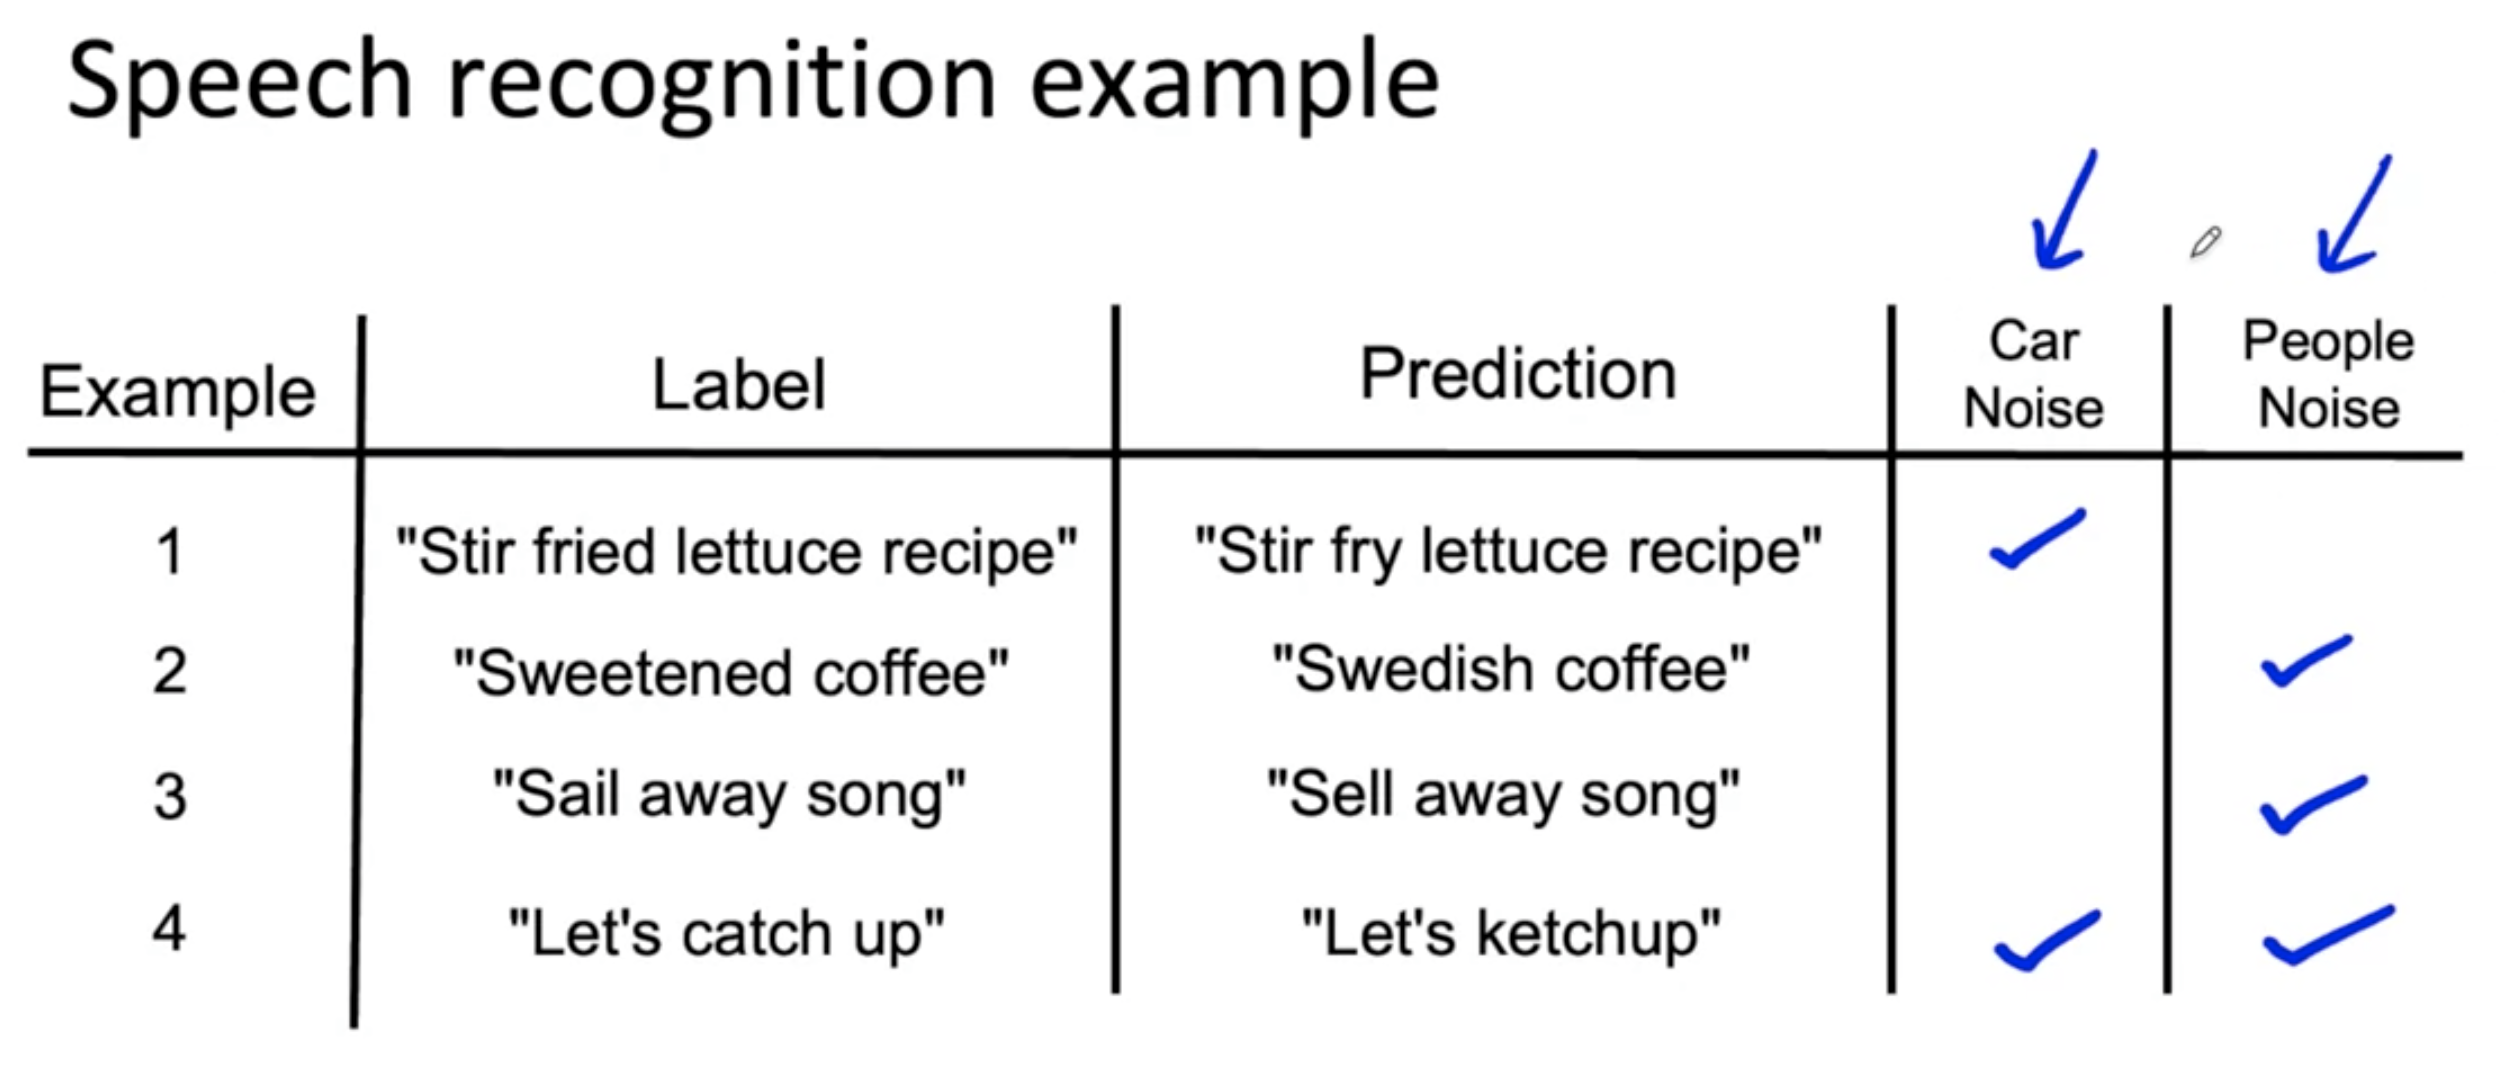 Speech recognition example
Example Label Prediction Car Noise People Noise
1 "Stir fried lettuce recipe" "Stir fry lettuce recipe" ✓
2 "Sweetened coffee" "Swedish coffee" ✓
3 "Sail away song" "Sell away song" ✓
4 "Let's catch up" "Let's ketchup" ✓ ✓